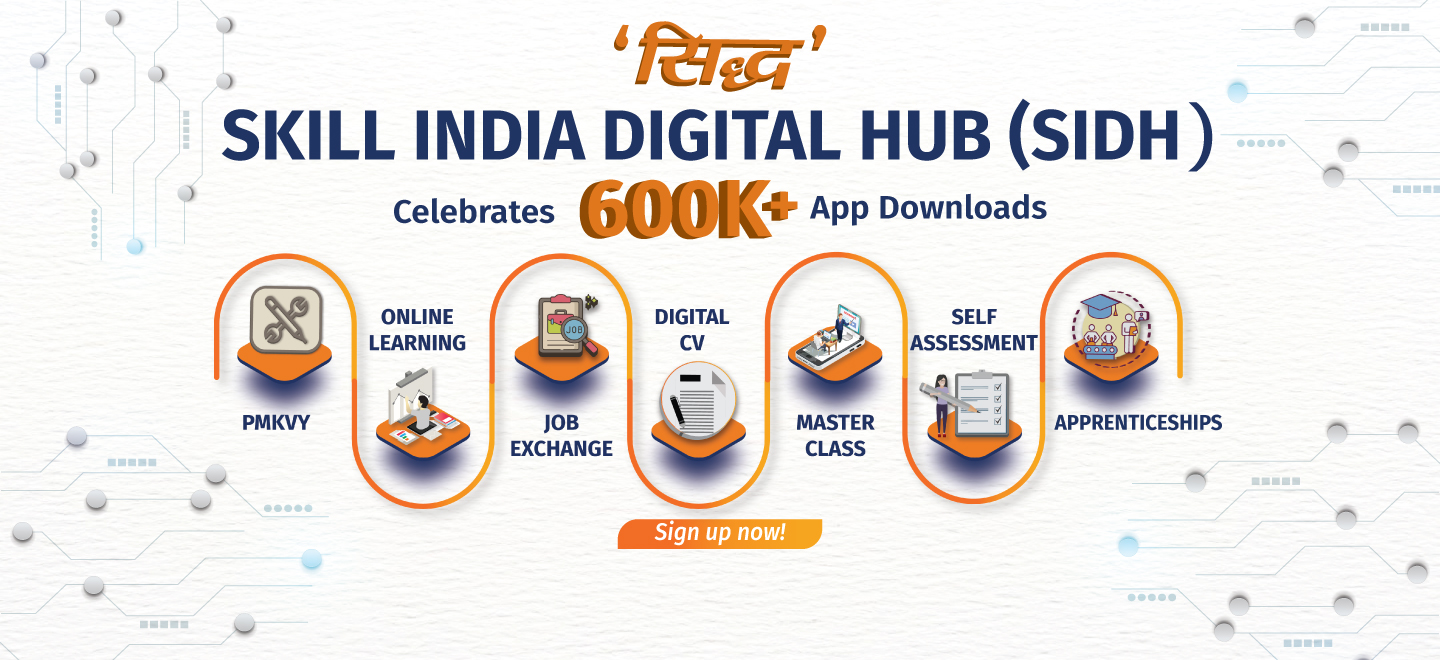 ‘सिद्ध’
SKILL INDIA DIGITAL HUB (SIDH)
Celebrates 600K+ App Downloads
PMKVY
ONLINE
LEARNING
JOB
JOB
EXCHANGE
DIGITAL
CV
MASTER
CLASS
SELF
ASSESSMENT
APPRENTICESHIPS
Sign up now!